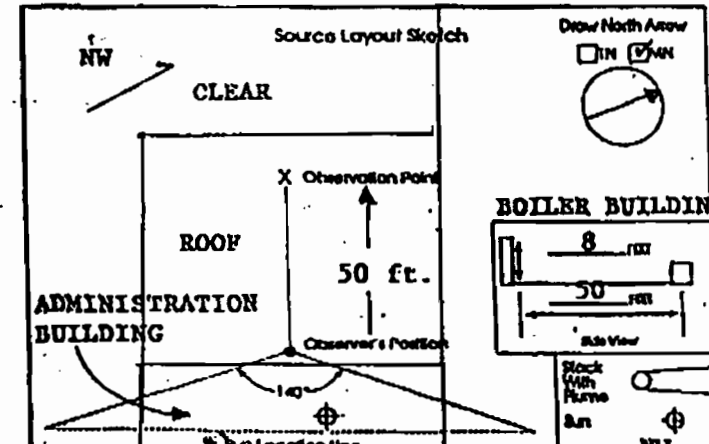 Source Layout Sketch
Draw North Arrow
TN MN
NW
CLEAR
X Observation Point
BOILER BUILDIN
ROOF
8
50 ft.
50
ADMINISTRATION
BUILDING
Observer's Position
Side View
140°
Stack
With
Plume
Sun